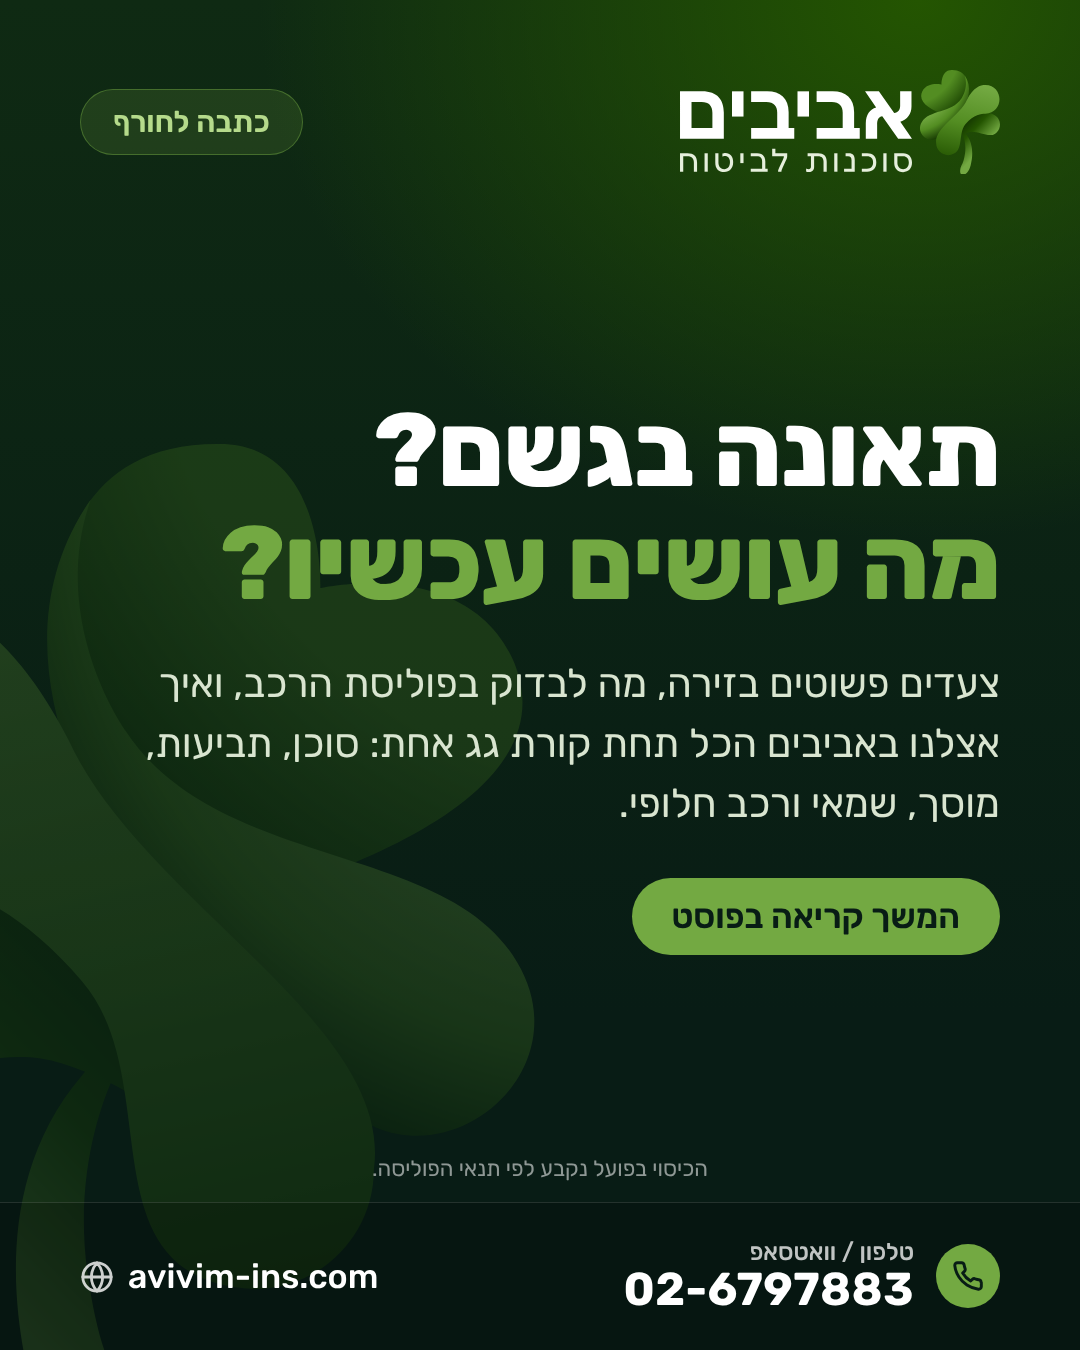 אביבים
סוכנות לביטוח
כתבה לחורף
תאונה בגשם?
מה עושים עכשיו?
צעדים פשוטים בזירה, מה לבדוק בפוליסת הרכב, ואיך
אצלנו באביבים הכל תחת קורת גג אחת: סוכן, תביעות,
מוסך, שמאי ורכב חלופי.
המשך קריאה בפוסט
הכיסוי בפועל נקבע לפי תנאי הפוליסה.
טלפון / וואטסאפ
02-6797883
avivim-ins.com